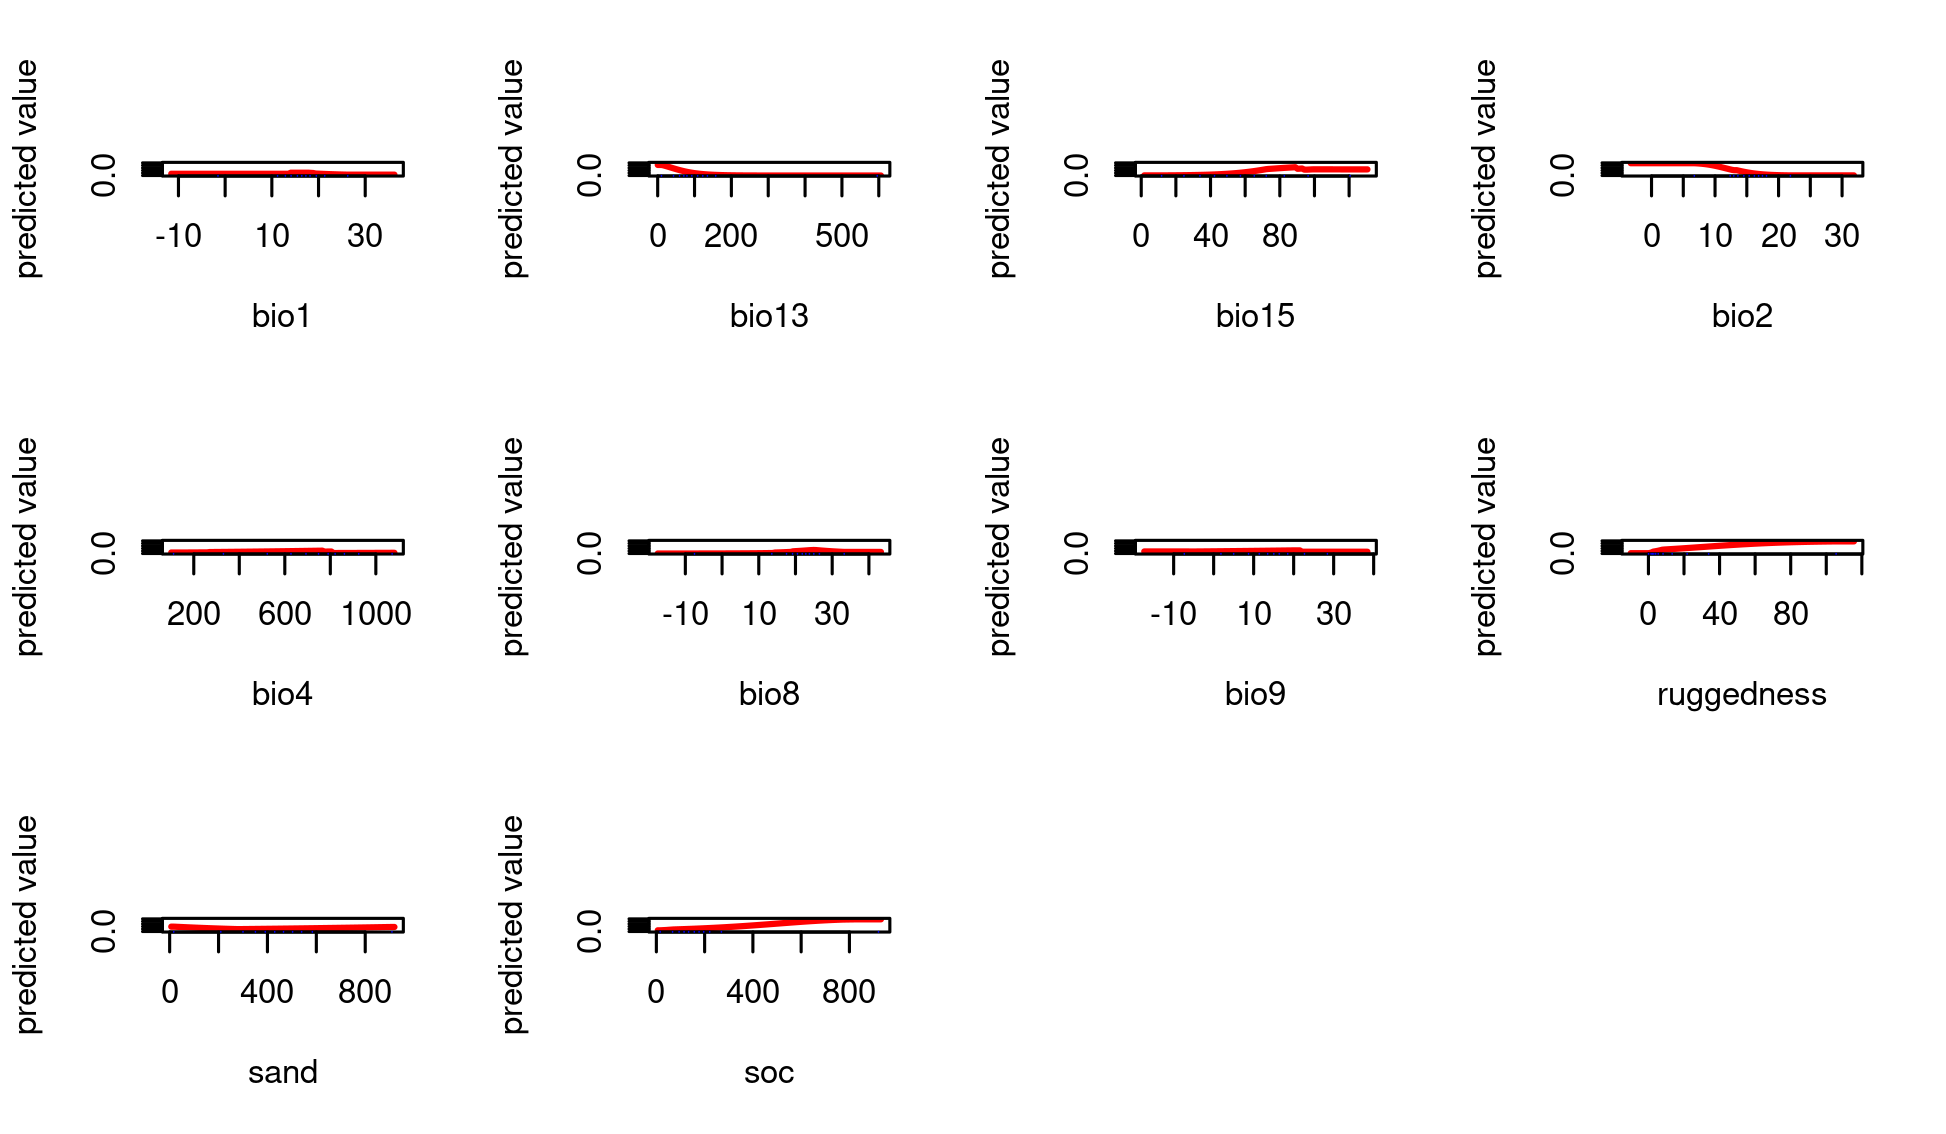 predicted value
0.0
-10 10 30
bio1
predicted value
0.0
0 200 500
bio13
predicted value
0.0
0 40 80
bio15
predicted value
0.0
0 10 20 30
bio2
predicted value
0.0
200 600 1000
bio4
predicted value
0.0
-10 10 30
bio8
predicted value
0.0
-10 10 30
bio9
predicted value
0.0
0 40 80
ruggedness
predicted value
0.0
0 400 800
sand
predicted value
0.0
0 400 800
soc